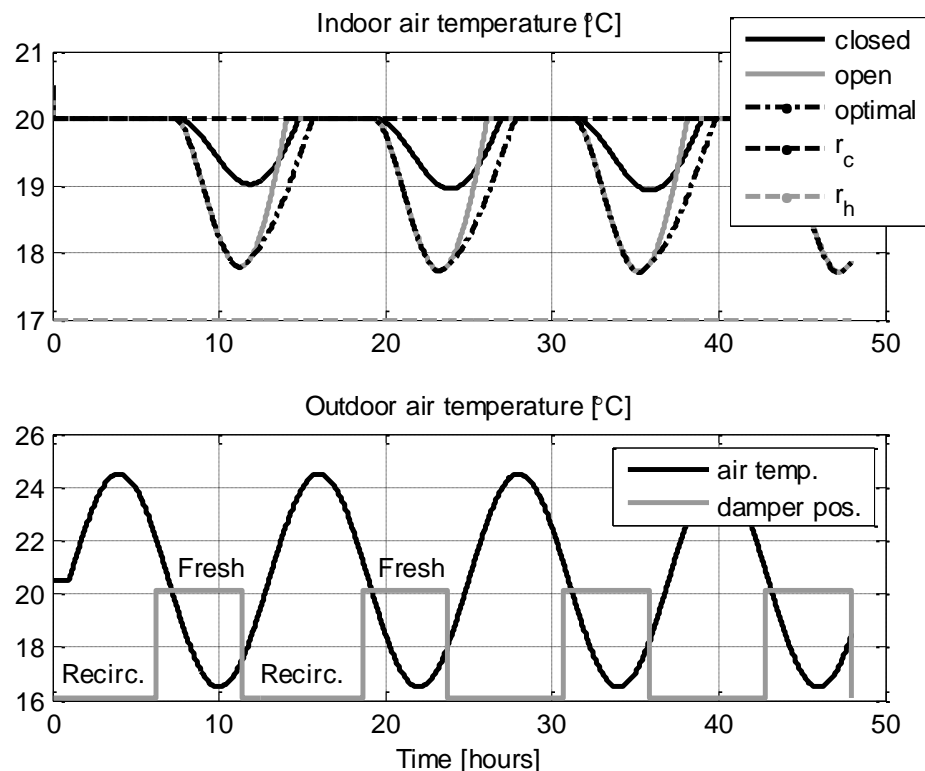 Indoor air temperature [°C]
21
20
19
18
17
0
10
20
30
40
50
closed
open
optimal
r_c
r_h
Outdoor air temperature [°C]
26
24
22
20
18
16
0
10
20
30
40
50
air temp.
damper pos.
Fresh
Fresh
Recirc.
Recirc.
Time [hours]